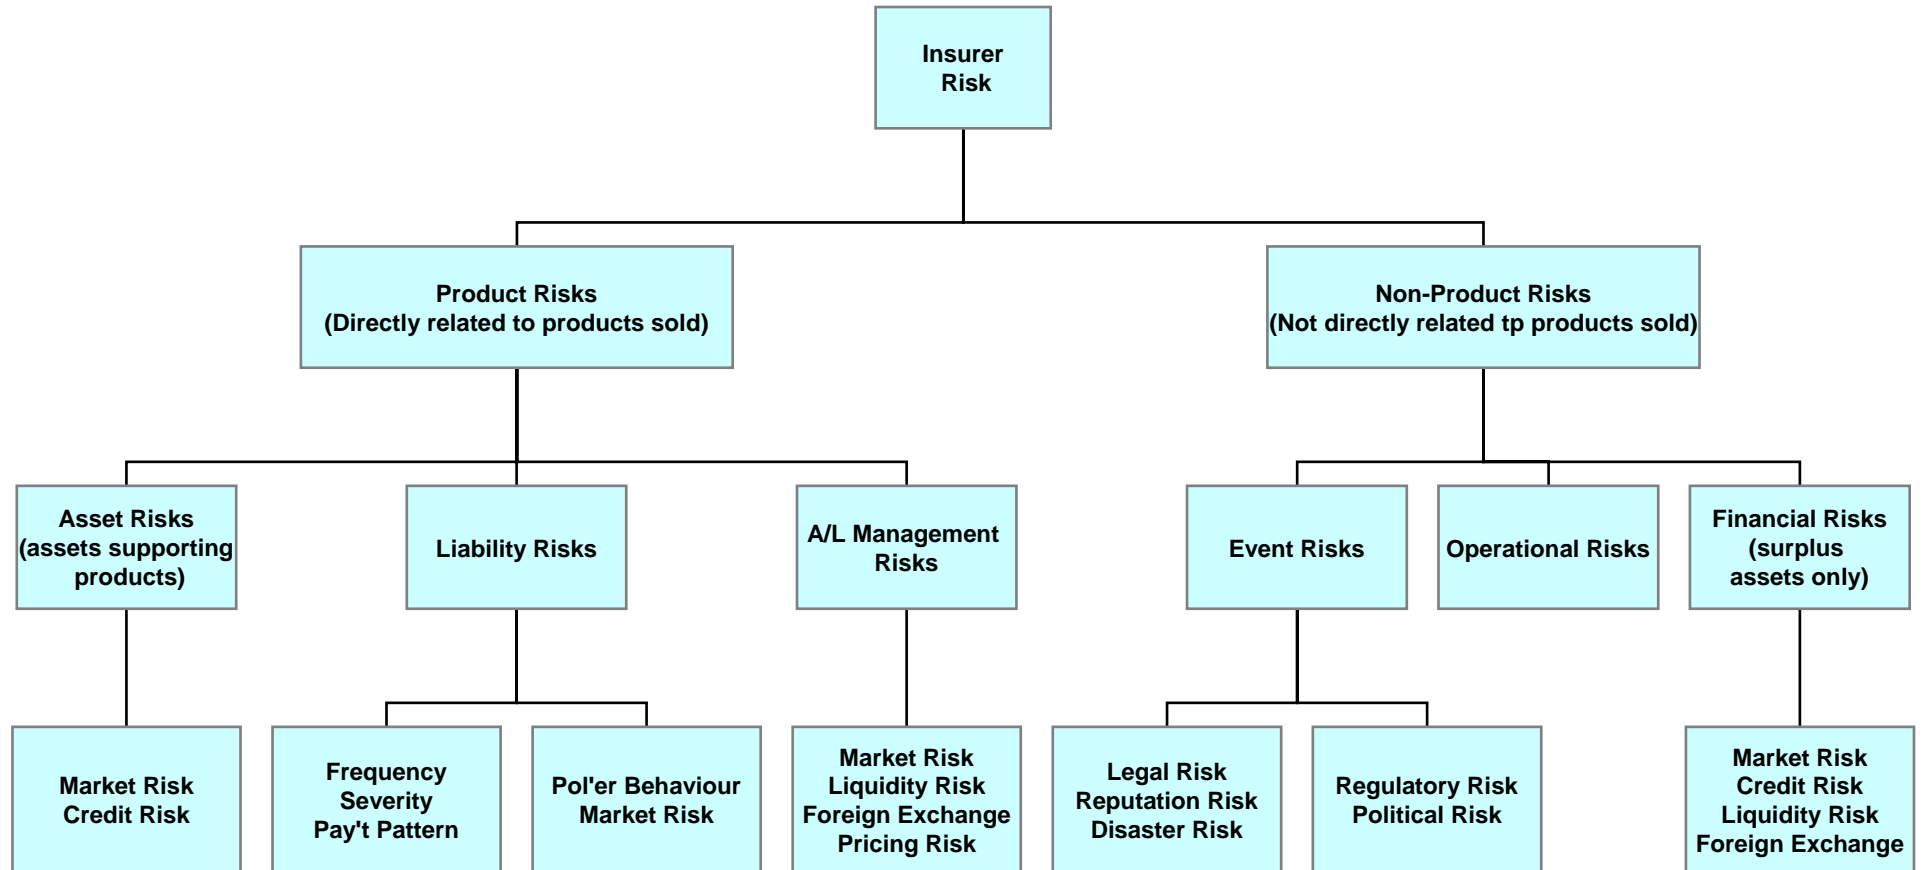 Insurer
Risk
Product Risks
(Directly related to products sold)
Non-Product Risks
(Not directly related tp products sold)
Asset Risks
(assets supporting
products)
Liability Risks
A/L Management
Risks
Event Risks
Operational Risks
Financial Risks
(surplus
assets only)
Market Risk
Credit Risk
Frequency
Severity
Pay't Pattern
Pol'er Behaviour
Market Risk
Market Risk
Liquidity Risk
Foreign Exchange
Pricing Risk
Legal Risk
Reputation Risk
Disaster Risk
Regulatory Risk
Political Risk
Market Risk
Credit Risk
Liquidity Risk
Foreign Exchange